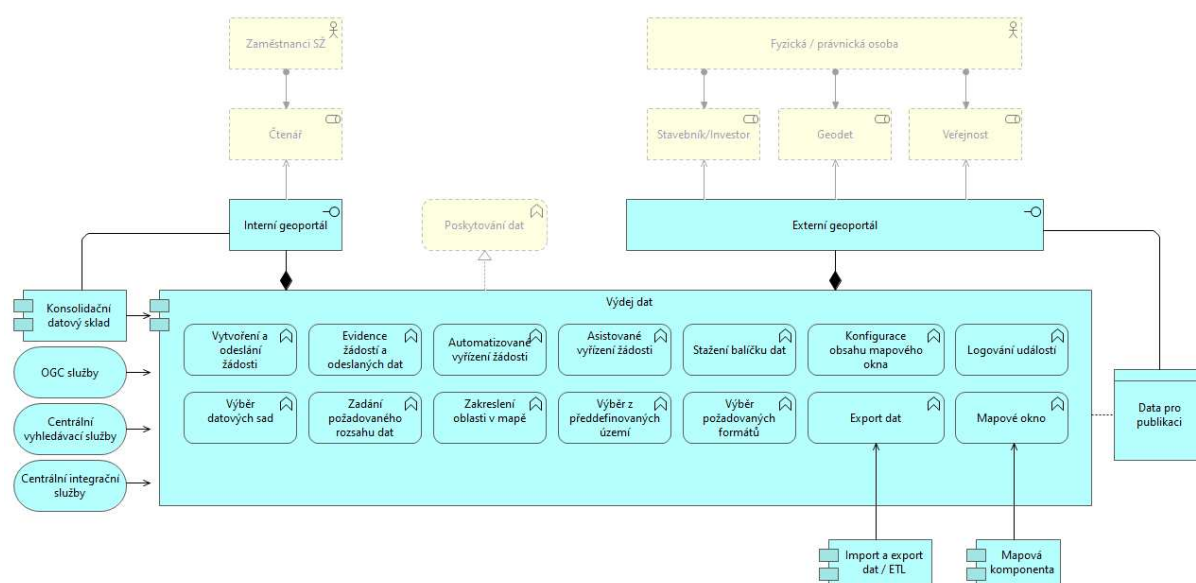 Zaměstnanci SŽ
Fyzická / právnická osoba
Čtenář
Stavebník/Investor
Geodet
Veřejnost
Interní geoportál
Poskytování dat
Externí geoportál
Konsolidační
datový sklad
OGC služby
Centrální
vyhledávací služby
Centrální integrační
služby
Výdej dat
Vytvoření a
odeslání
žádosti
Evidence
žádostí a
odeslaných dat
Automatizované
vyřízení žádosti
Asistované
vyřízení žádosti
Stažení balíčku dat
Konfigurace
obsahu mapového
okna
Logování událostí
Výběr
datových sad
Zadání
požadovaného
rozsahu dat
Zakreslení
oblasti v mapě
Výběr z
předdefinovaných
území
Výběr
požadovaných
formátů
Export dat
Mapové okno
Data pro
publikaci
Import a export
dat / ETL
Mapová
komponenta